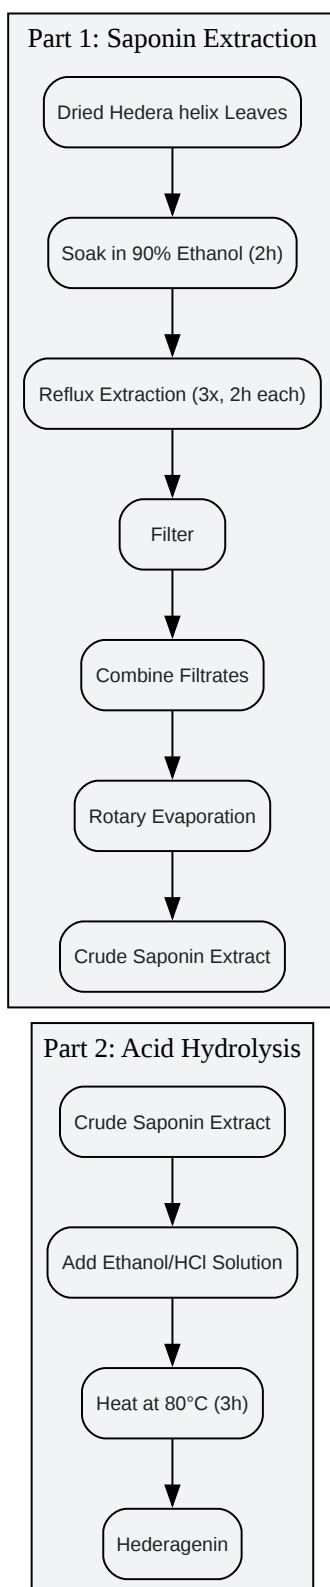 Part 1: Saponin Extraction
Dried Hedera helix Leaves
Soak in 90% Ethanol (2h)
Reflux Extraction (3x, 2h each)
Filter
Combine Filtrates
Rotary Evaporation
Crude Saponin Extract
Part 2: Acid Hydrolysis
Crude Saponin Extract
Add Ethanol/HCl Solution
Heat at 80°C (3h)
Hederagenin